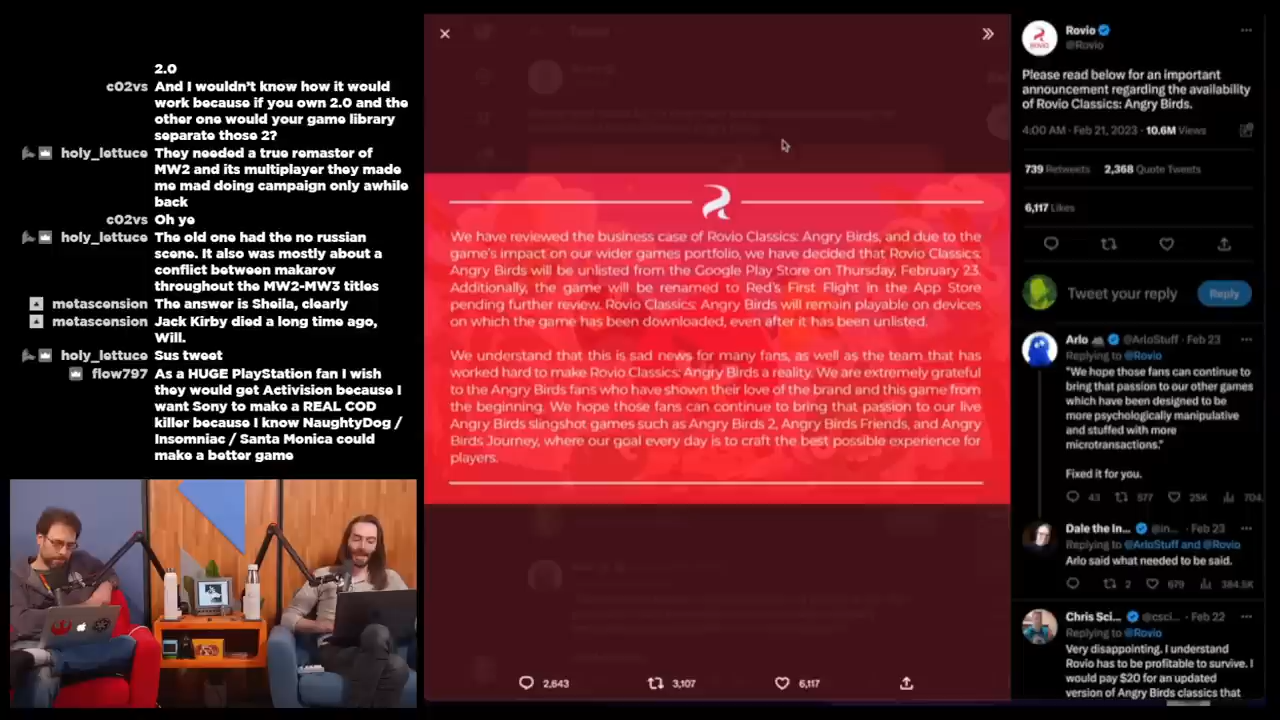 2.0
c02vs And I wouldn't know how it would
work because if you own 2.0 and the
other one would your game library
separate those 2?
holy_lettuce They needed a true remaster of
MW2 and its multiplayer they made
me mad doing campaign only awhile
back
c02vs Oh ye
holy_lettuce The old one had the no russian
scene. It also was mostly about a
conflict between makarov
throughout the MW2-MW3 titles
metascension The answer is Sheila, clearly
metascension Jack Kirby died a long time ago,
Will.
holy_lettuce Sus tweet
flow797 As a HUGE PlayStation fan I wish
they would get Activision because I
want Sony to make a REAL COD
killer because I know NaughtyDog /
Insomniac / Santa Monica could
make a better game
We have reviewed the business case of Rovio Classics: Angry Birds, and due to the
game's impact on our wider games portfolio, we have decided that Rovio Classics:
Angry Birds will be unlisted from the Google Play Store on Thursday, February 23.
Additionally, the game will be renamed to Red's First Flight in the App Store
pending further review. Rovio Classics: Angry Birds will remain playable on devices
on which the game has been downloaded, even after it has been unlisted.
We understand that this is sad news for many fans, as well as the team that has
worked hard to make Rovio Classics: Angry Birds a reality. We are extremely grateful
to the Angry Birds fans who have shown their love of the brand and this game from
the beginning. We hope those fans can continue to bring that passion to our live
Angry Birds slingshot games such as Angry Birds 2, Angry Birds Friends, and Angry
Birds Journey, where our goal every day is to craft the best possible experience for
players.
2,643 3,107 6,117
Rovio
@Rovio
Please read below for an important
announcement regarding the availability
of Rovio Classics: Angry Birds.
4:00 AM · Feb 21, 2023 · 10.6M Views
739 Retweets 2,368 Quote Tweets
6,117 Likes
Tweet your reply Reply
Arlo @ArloStuff · Feb 23
Replying to @Rovio
"We hope those fans can continue to
bring that passion to our other games
which have been designed to be
more psychologically manipulative
and stuffed with more
microtransactions."
Fixed it for you.
43 577 25K 704
Dale the In... @in... · Feb 23
Replying to @ArloStuff and @Rovio
Arlo said what needed to be said.
2 679 384.5K
Chris Sci... @csci... · Feb 22
Replying to @Rovio
Very disappointing. I understand
Rovio has to be profitable to survive. I
would pay $20 for an updated
version of Angry Birds classics that